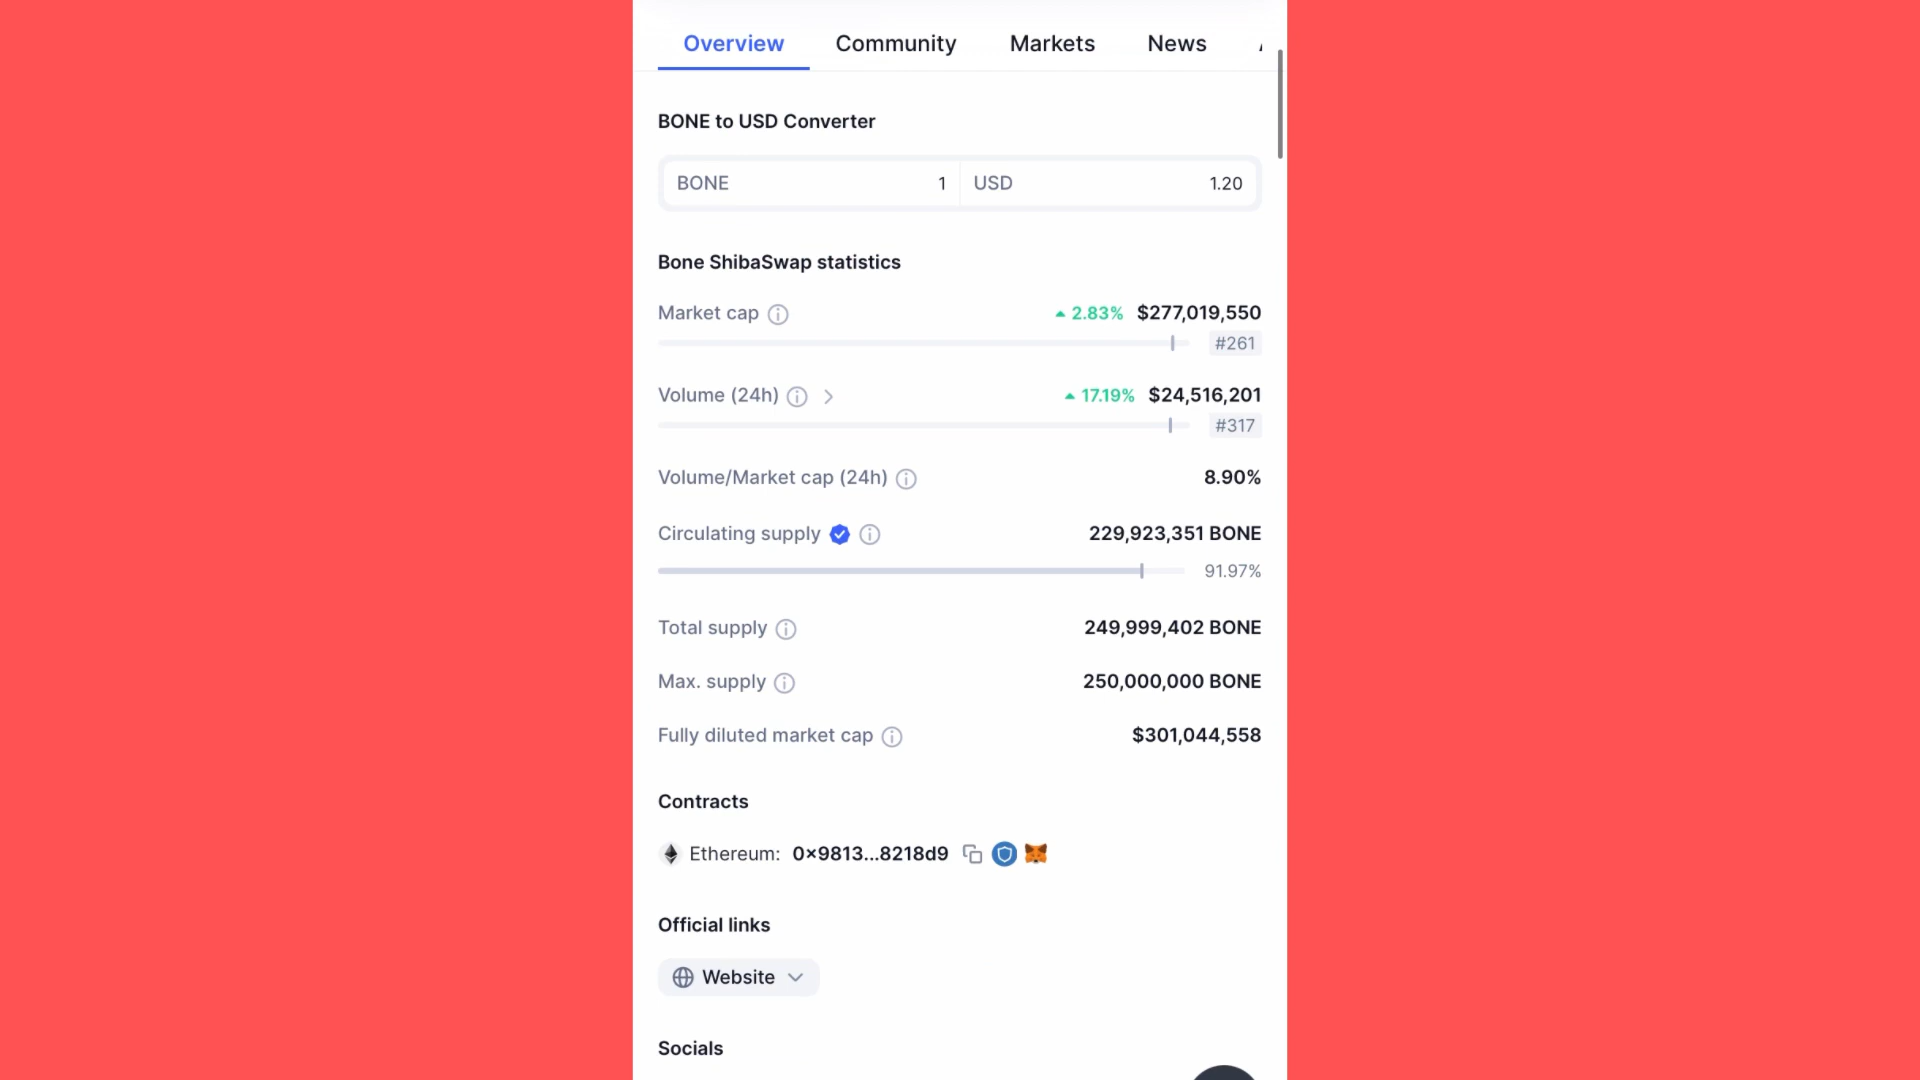 Overview Community Markets News
BONE to USD Converter
BONE 1 USD 1.20
Bone ShibaSwap statistics
Market cap 2.83% $277,019,550
#261
Volume (24h) 17.19% $24,516,201
#317
Volume/Market cap (24h) 8.90%
Circulating supply 229,923,351 BONE
91.97%
Total supply 249,999,402 BONE
Max. supply 250,000,000 BONE
Fully diluted market cap $301,044,558
Contracts
Ethereum: 0x9813...8218d9
Official links
Website
Socials